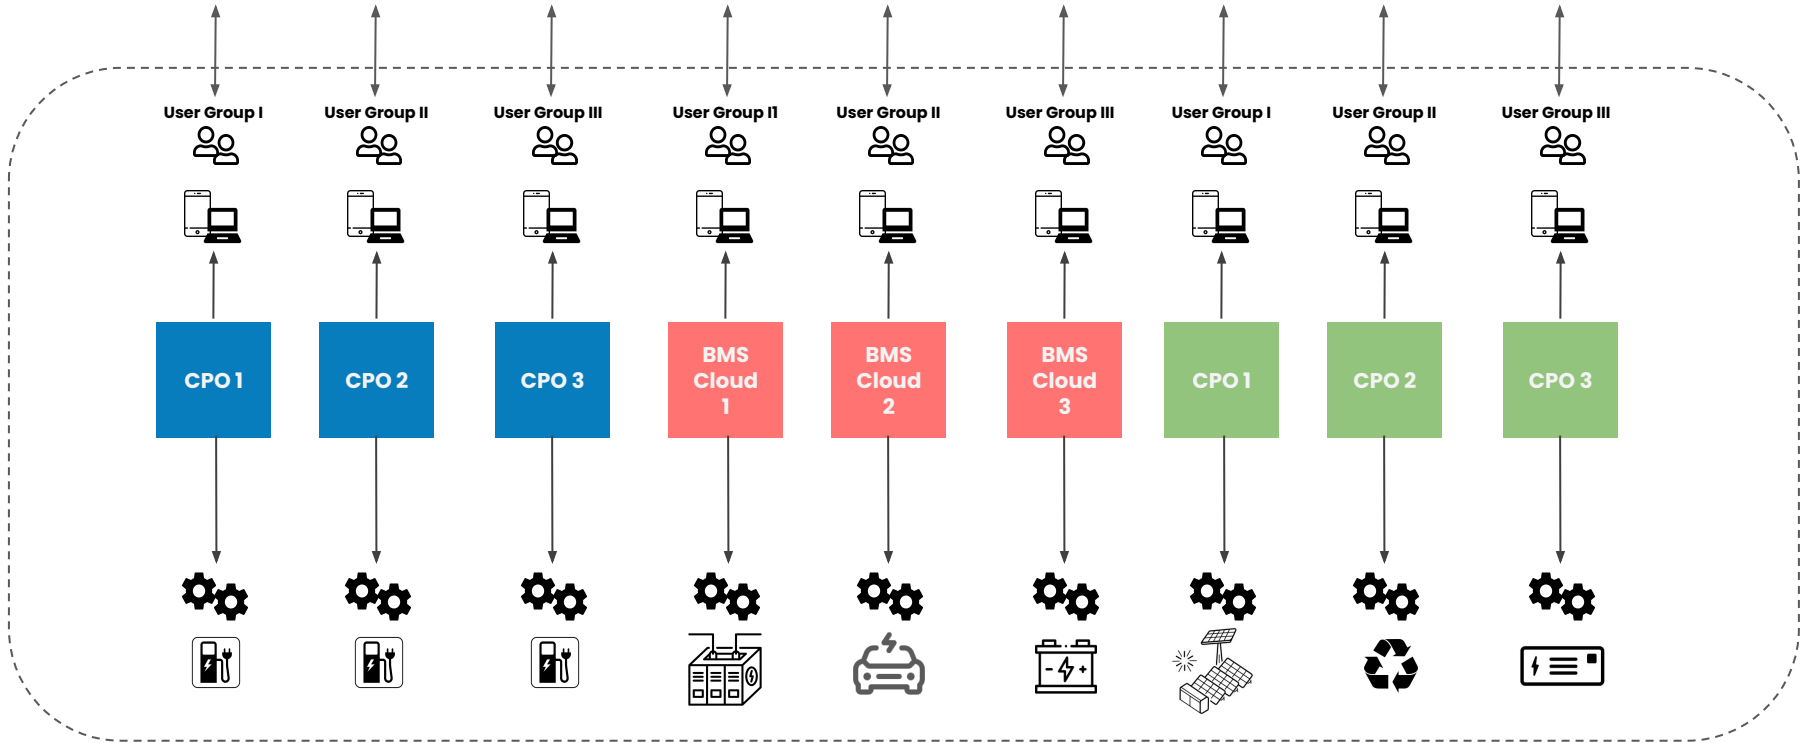 User Group I
User Group II
User Group III
User Group I1
User Group II
User Group III
User Group I
User Group II
User Group III
CPO 1
CPO 2
CPO 3
BMS
Cloud
1
BMS
Cloud
2
BMS
Cloud
3
CPO 1
CPO 2
CPO 3